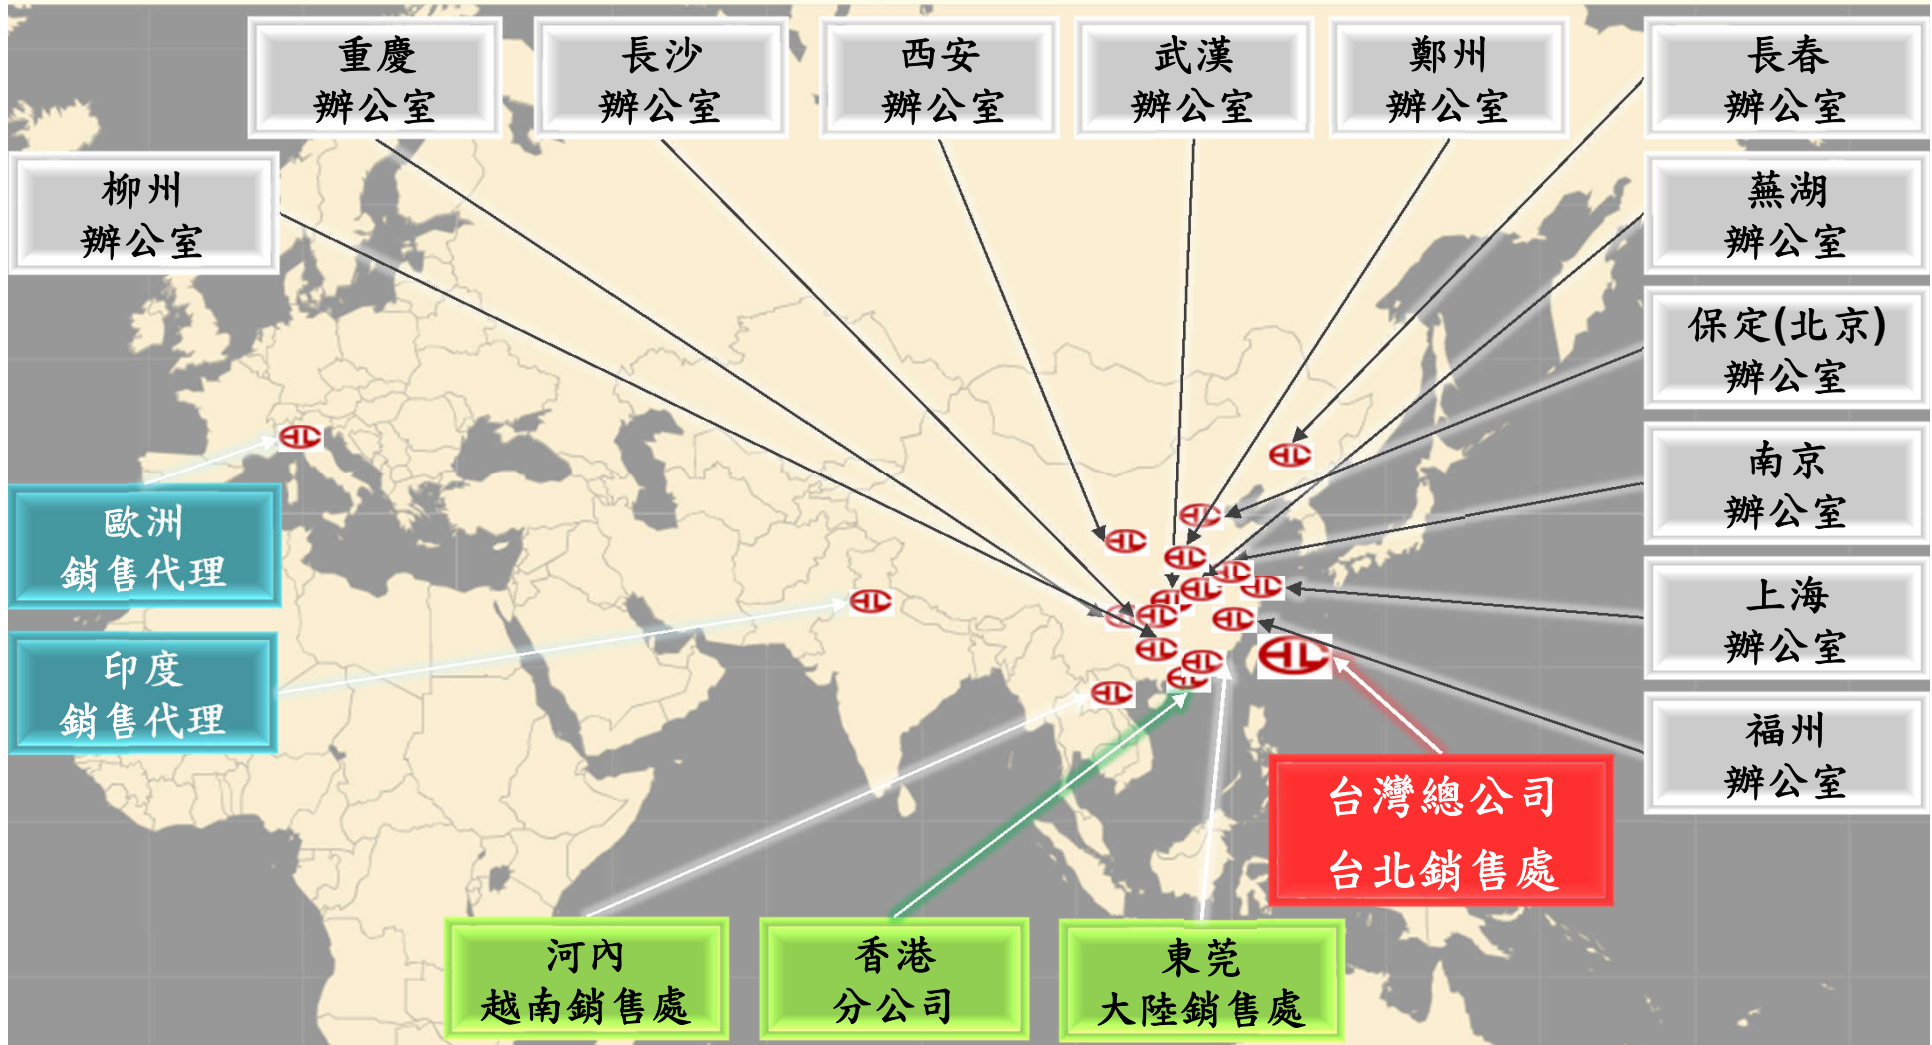 重慶
辦公室
長沙
辦公室
西安
辦公室
武漢
辦公室
鄭州
辦公室
長春
辦公室
柳州
辦公室
蕪湖
辦公室
保定(北京)
辦公室
南京
辦公室
上海
辦公室
福州
辦公室
歐洲
銷售代理
印度
銷售代理
台灣總公司
台北銷售處
河內
越南銷售處
香港
分公司
東莞
大陸銷售處